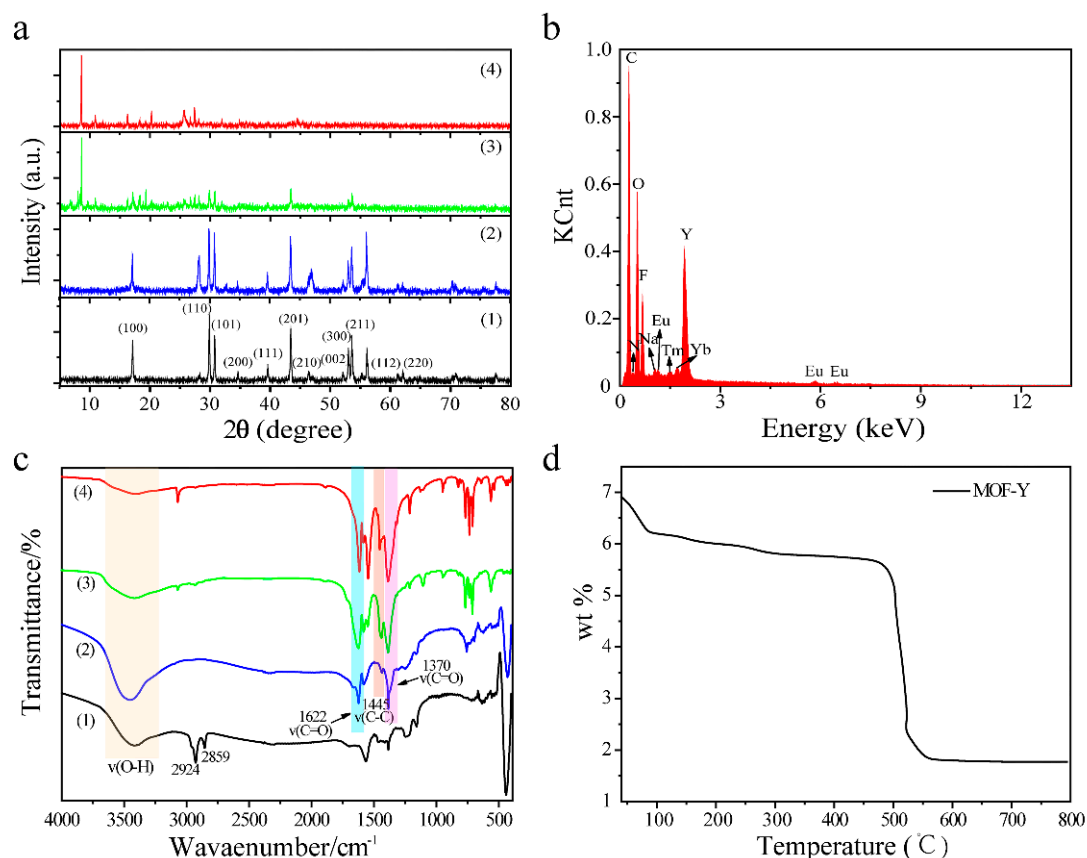 a
(4)
(3)
(2)
(1)
(100)
(110)
(101)
(200)
(111)
(201)
(210)
(002)
(300)
(211)
(112)
(220)
Intensity (a.u.)
10 20 30 40 50 60 70 80
2θ (degree)
b
1.0
0.8
0.6
0.4
0.2
0
KCnt
C
O
F
N
Na
Eu
Tm
Yb
Y
Eu Eu
0 3 6 9 12
Energy (keV)
c
(4)
(3)
(2)
(1)
ν(O-H)
2924
2859
1622
ν(C=O)
1445
ν(C-C)
1370
ν(C=O)
Transmittance/%
4000 3500 3000 2500 2000 1500 1000 500
Wavaenumber/cm⁻¹
d
MOF-Y
7
6
5
4
3
2
1
wt %
100 200 300 400 500 600 700 800
Temperature (℃)